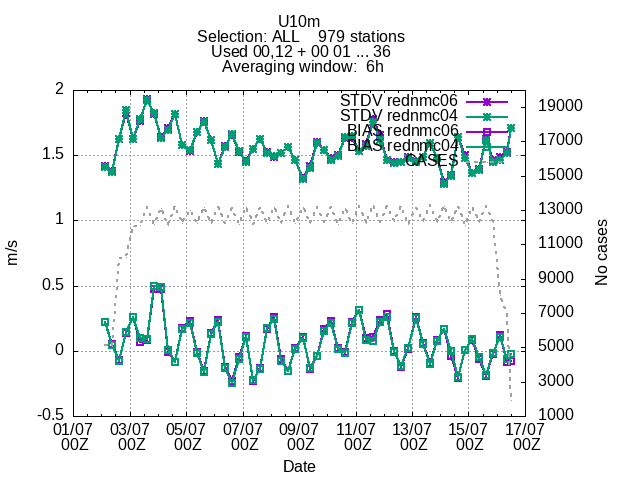 U10m
Selection: ALL    979 stations
Used 00,12 + 00 01 ... 36
Averaging window:  6h
STDV rednmc06
STDV rednmc04
BIAS rednmc06
BIAS rednmc04
CASES
2
1.5
1
0.5
0
-0.5
m/s
19000
17000
15000
13000
11000
9000
7000
5000
3000
1000
No cases
01/07 03/07 05/07 07/07 09/07 11/07 13/07 15/07 17/07
00Z 00Z 00Z 00Z 00Z 00Z 00Z 00Z 00Z
Date